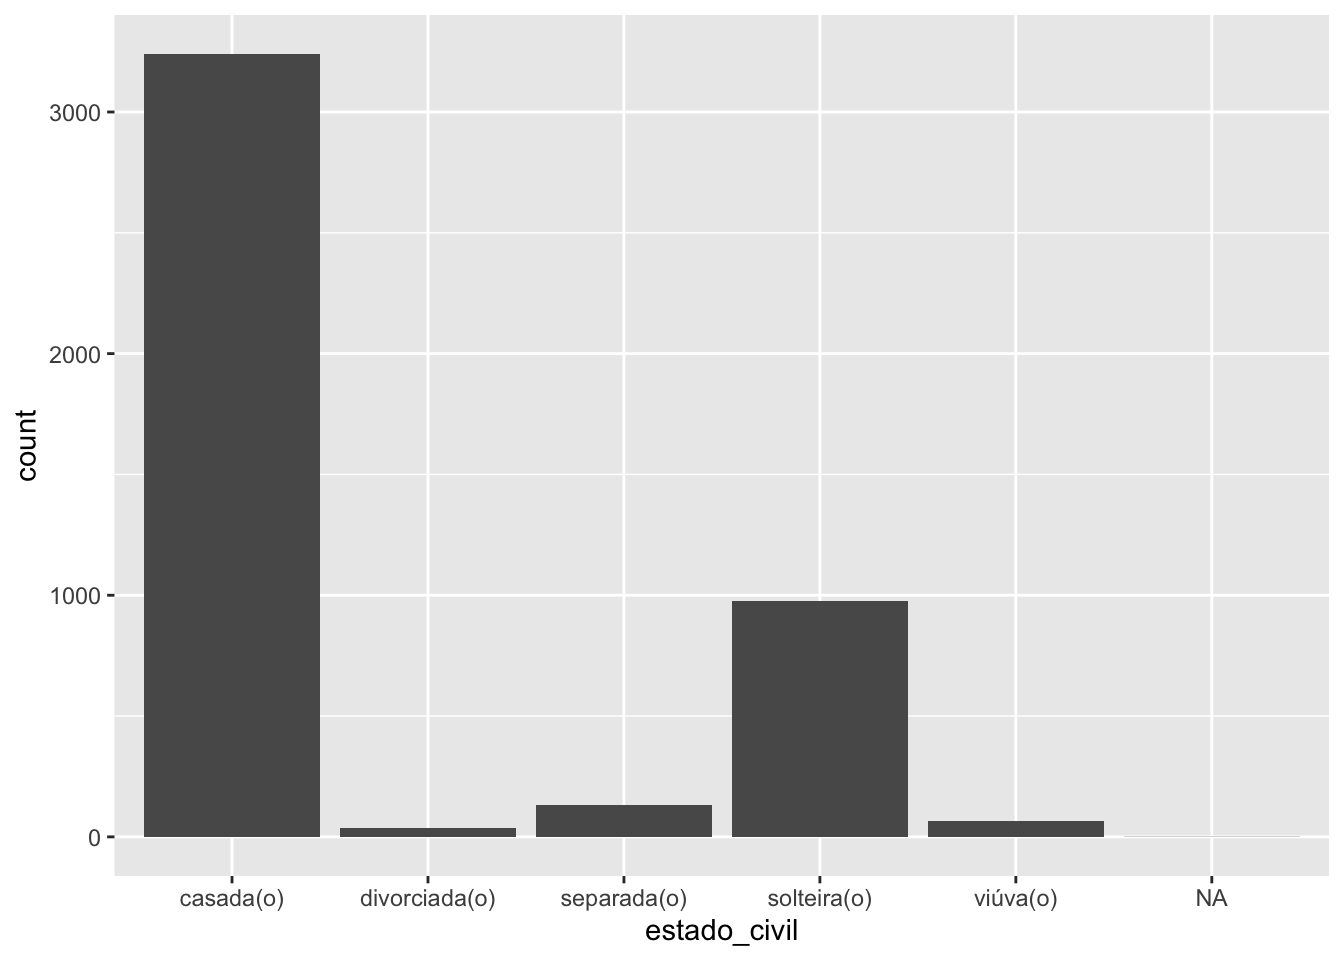 3000
2000
count
1000
0
casada(o) divorciada(o) separada(o) solteira(o) viúva(o) NA
estado_civil